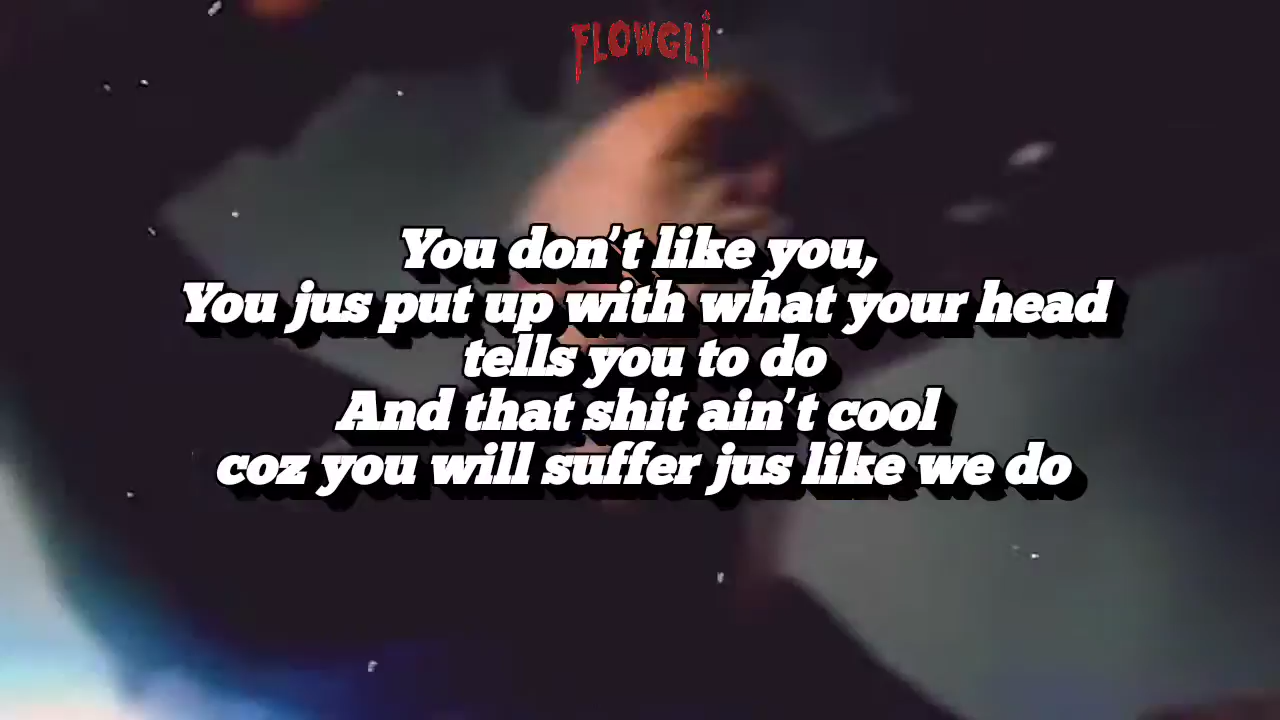 FLOWGLI
You don't like you,
You jus put up with what your head
tells you to do
And that shit ain't cool
coz you will suffer jus like we do